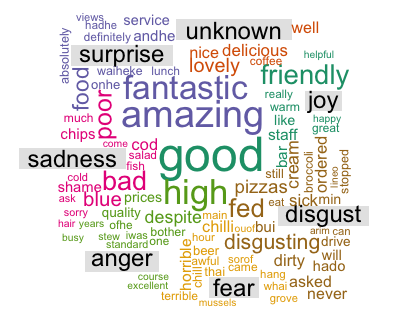 views
hadhe
service
absolutely
definitely
andhe
unknown
well
surprise
nice
delicious
helpful
waiheke
lunch
lovely
coffee
food
onhe
fantastic
friendly
poor
amazing
really
joy
much
warm
happy
chips
like
great
come
cod
staff
sadness
salad
good
bar
cream
ordered
stopped
fish
still
broccoli
lineo
cold
bad
high
pizzas
shame
prices
eat
sick
min
ask
blue
fed
disgust
sorry
quality
despite
main
chilli
ouor
bui
arim
can
hair
years
ofhe
bother
hour
disgusting
drive
busy
stew
iwas
one
beer
will
standard
awful
sorof
dirty
hado
anger
horrible
chill
thai
came
hang
asked
course
fear
whai
never
excellent
terrible
mussels
grove